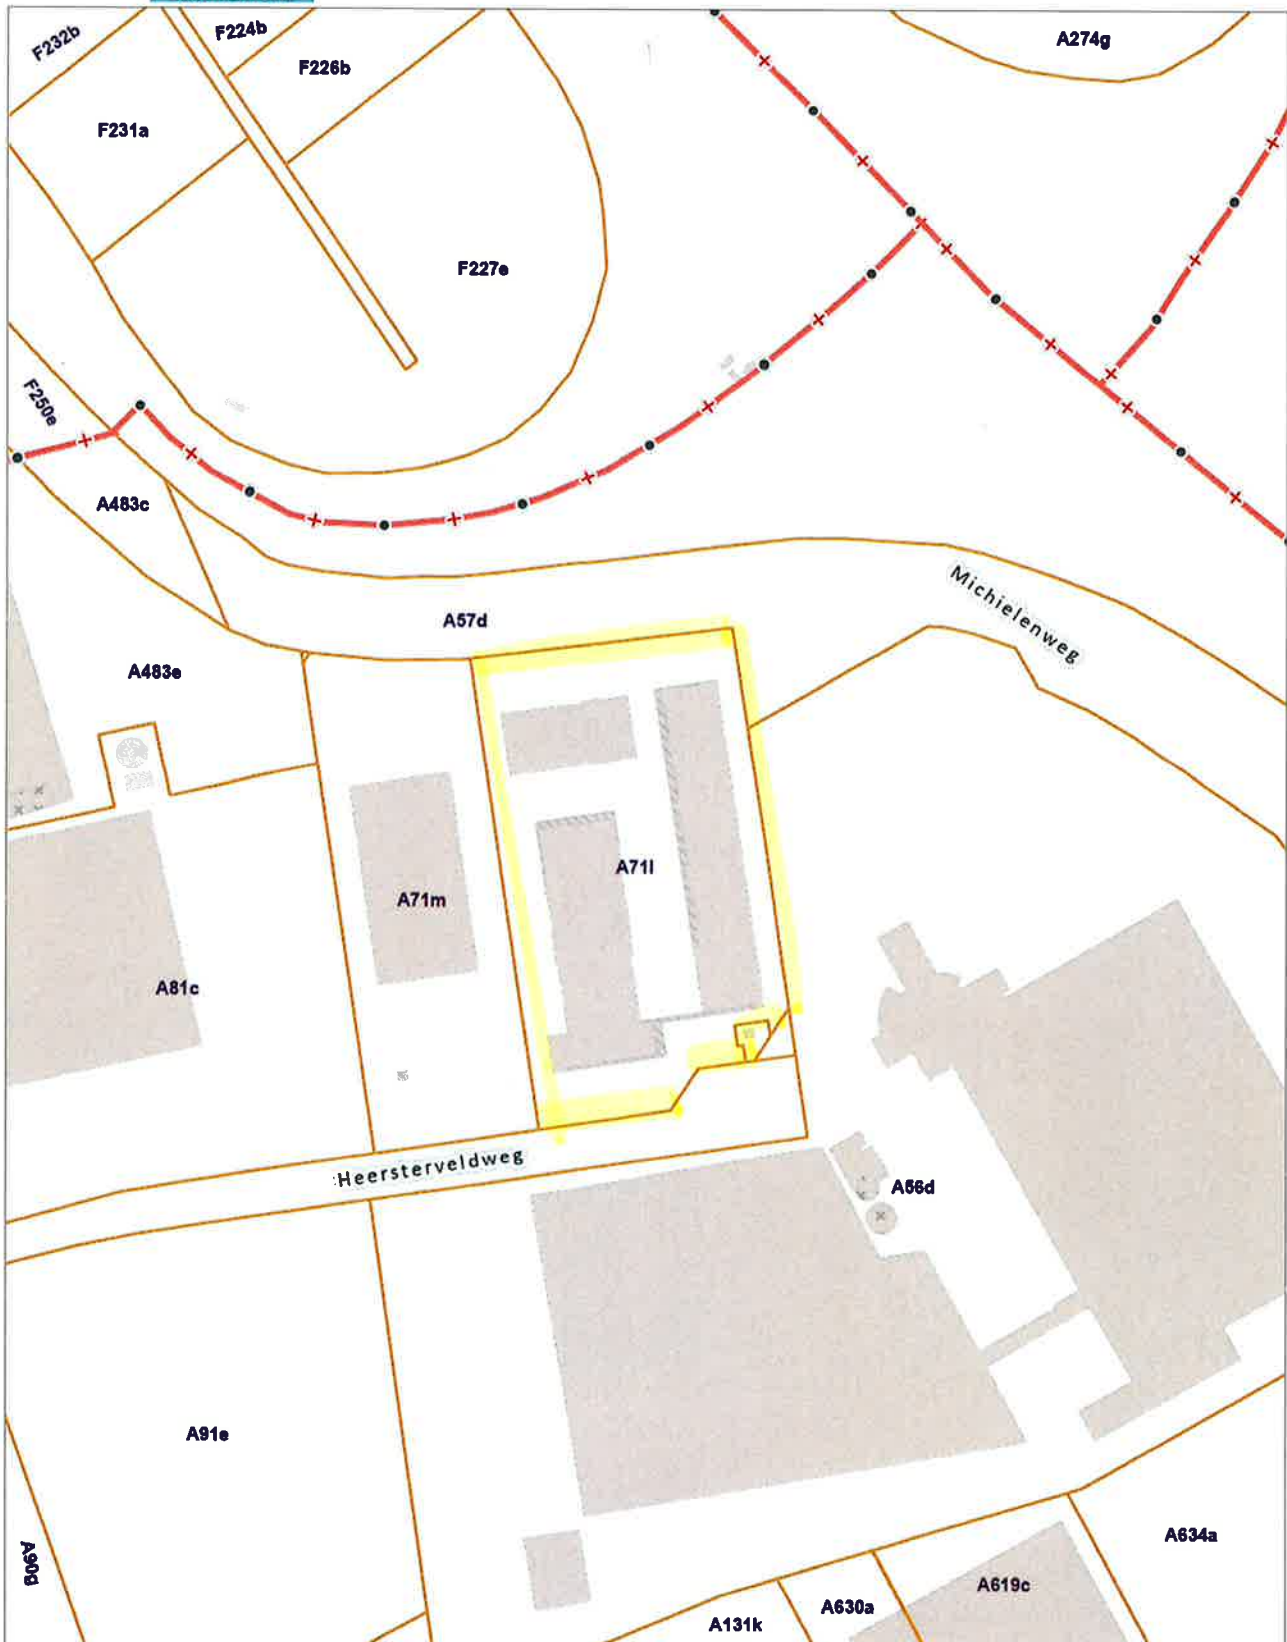 F232b
F224b
A274g
F226b
F231a
F227e
F250e
A483c
Michielenweg
A57d
A483e
A71l
A71m
A81c
Heersterveldweg
A56d
A91e
A90g
A634a
A619c
A630a
A131k